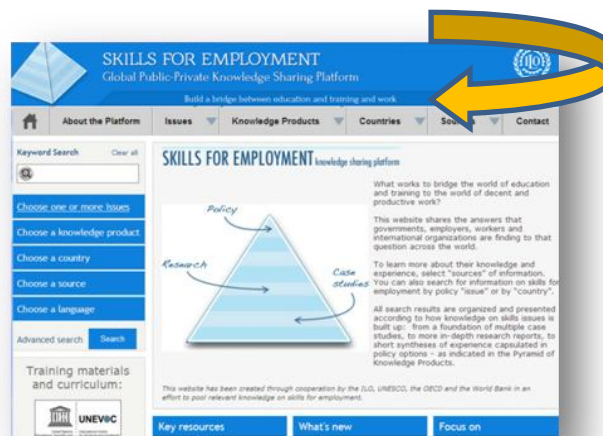 SKILLS FOR EMPLOYMENT
Global Public-Private Knowledge Sharing Platform
Build a bridge between education and training and work
About the Platform Issues Knowledge Products Countries Contact
Keyword Search Clear all
Choose one or more Issues
Choose a knowledge product
Choose a country
Choose a source
Choose a language
Advanced search Search
Training materials
and curriculum:
UNEVOC
SKILLS FOR EMPLOYMENT knowledge sharing platform
Policy
Research
Case
studies
What works to bridge the world of education
and training to the world of decent and
productive work?
This website shares the answers that
governments, employers, workers and
international organizations are finding to that
question across the world.
To learn more about their knowledge and
experience, select "sources" of information.
You can also search for information on skills for
employment by policy "issue" or by "country".
All search results are organized and presented
according to how knowledge on skills issues is
built up: from a foundation of multiple case
studies, to more in-depth research reports, to
short syntheses of experience capsulated in
policy options - as indicated in the Pyramid of
Knowledge Products.
This website has been created through cooperation by the ILO, UNESCO, the OECD and the World Bank in an
effort to pool relevant knowledge on skills for employment.
Key resources What's new Focus on